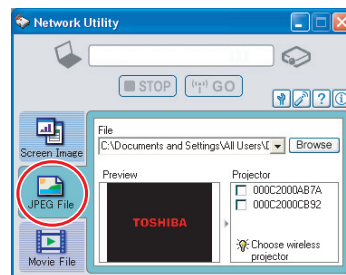 Network Utility
STOP
GO
Screen Image
JPEG File
Movie File
File
C:\Documents and Settings\All Users\
Browse
Preview
TOSHIBA
Projector
000C2000AB7A
000C2000CB92
Choose wireless
projector